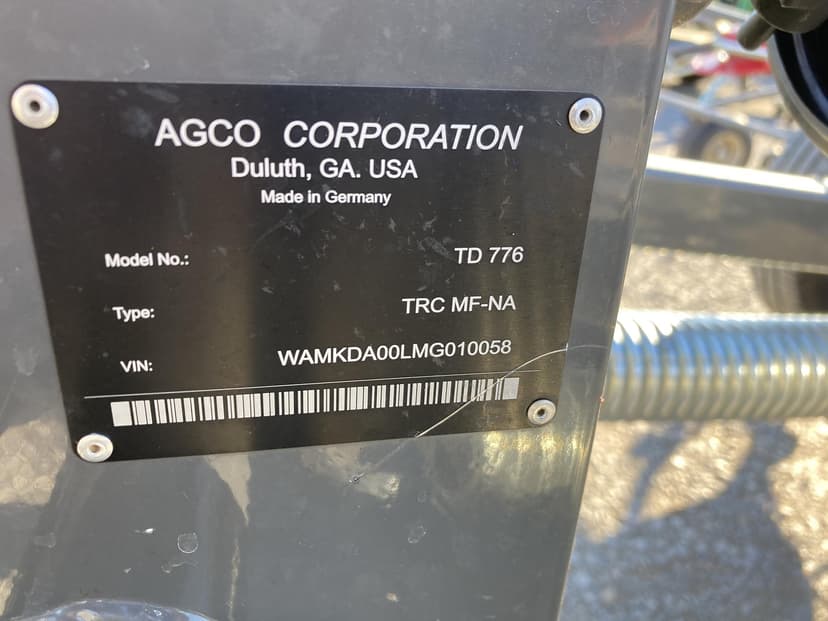 AGCO CORPORATION
Duluth, GA. USA
Made in Germany
Model No.: TD 776
Type: TRC MF-NA
VIN: WAMKDA00LMG010058